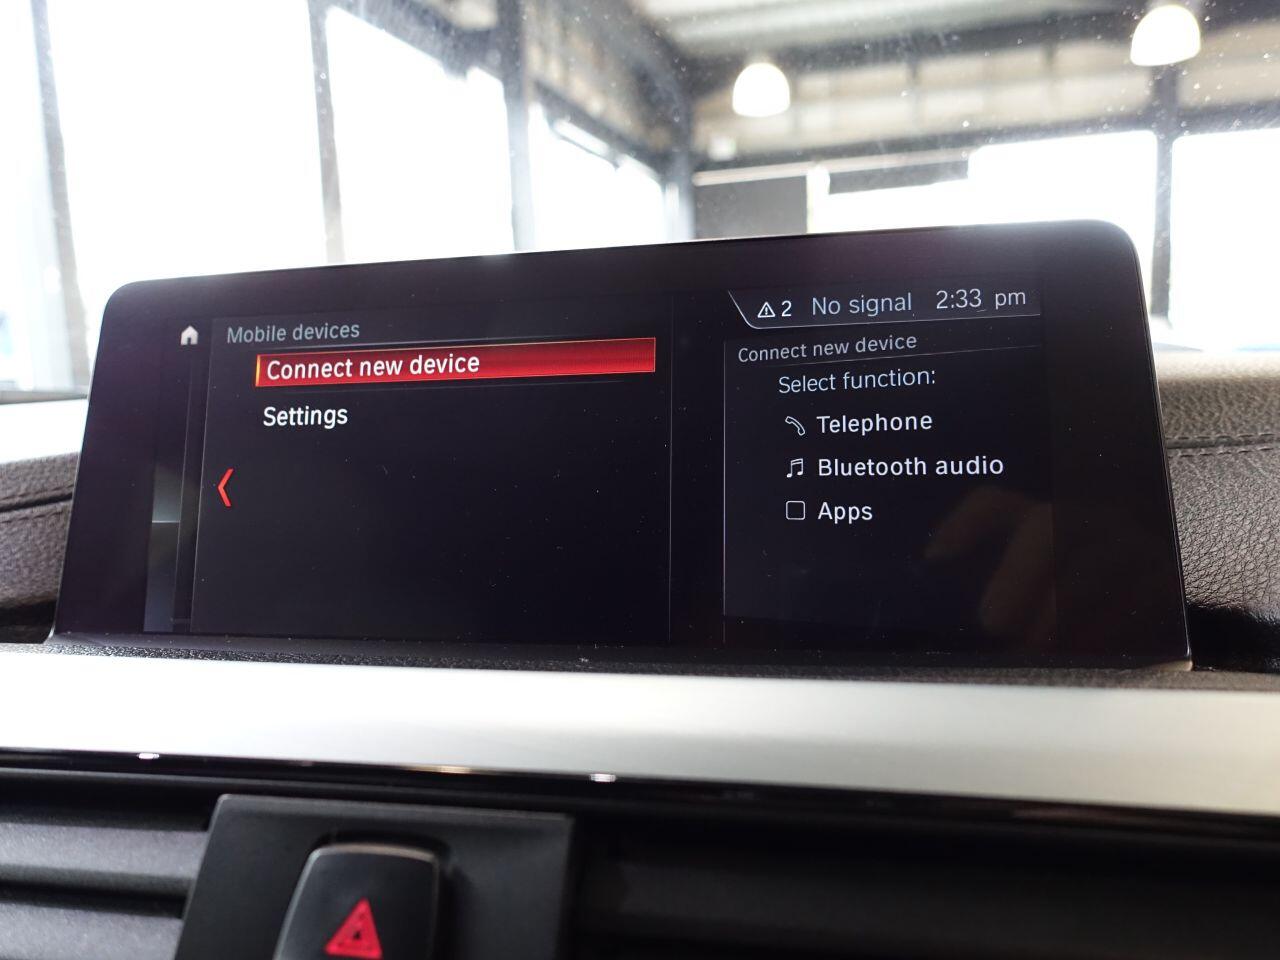 Mobile devices
Connect new device
Settings
2 No signal 2:33 pm
Connect new device
Select function:
Telephone
Bluetooth audio
Apps